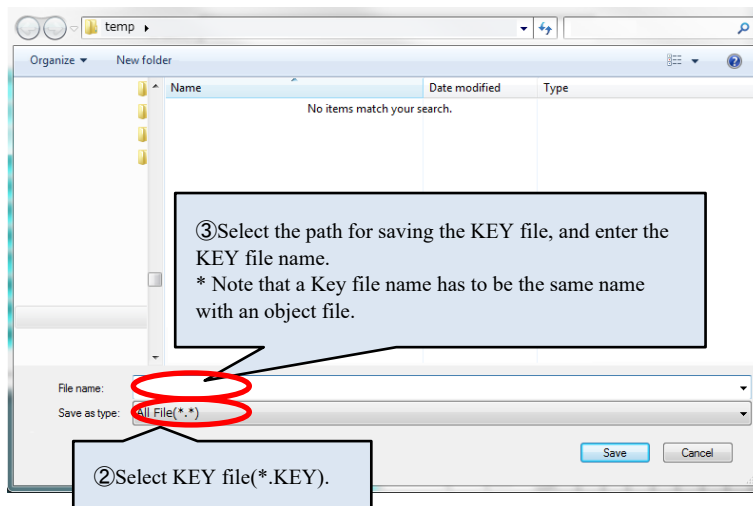 temp
Organize New folder
Name Date modified Type
No items match your search.
③Select the path for saving the KEY file, and enter the
KEY file name.
* Note that a Key file name has to be the same name
with an object file.
File name:
Save as type: All File(*.*)
Save Cancel
②Select KEY file(*.KEY).